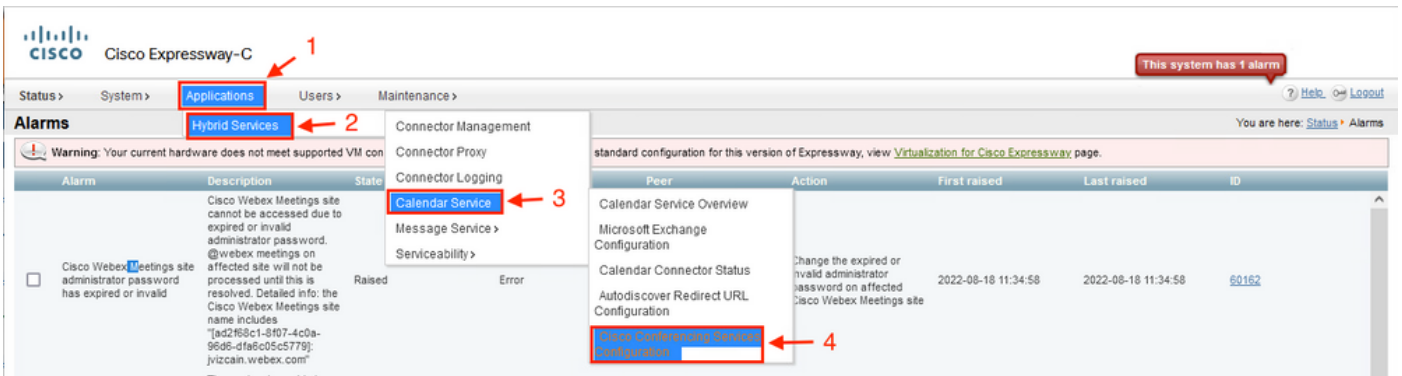 CISCO Cisco Expressway-C
1
This system has 1 alarm
Status > System > Applications Users > Maintenance >
Help Logout
Alarms
Hybrid Services
2
You are here: Status Alarms
Connector Management
Connector Proxy
Connector Logging
Calendar Service
3
Message Service >
Serviceability >
Warning: Your current hardware does not meet supported VM con
standard configuration for this version of Expressway, view Virtualization for Cisco Expressway page.
Alarm Description State Peer Action First raised Last raised ID
Calendar Service Overview
Microsoft Exchange
Configuration
Calendar Connector Status
Autodiscover Redirect URL
Configuration
Cisco Conferencing Services
Configuration
4
Cisco Webex Meetings site
administrator password
has expired or invalid
Cisco Webex Meetings site
cannot be accessed due to
expired or invalid
administrator password.
@webex meetings on
affected site will not be
processed until this is
resolved. Detailed info: the
Cisco Webex Meetings site
name includes
"[ad2f68c1-8f07-4c0a-
96d6-dfa6c05c5779]:
jvizcain.webex.com"
Raised
Error
Change the expired or
invalid administrator
password on affected
Cisco Webex Meetings site
2022-08-18 11:34:58
2022-08-18 11:34:58
60162